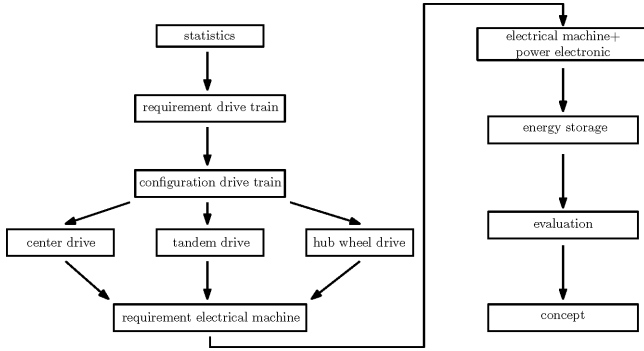 statistics
requirement drive train
configuration drive train
center drive
tandem drive
hub wheel drive
requirement electrical machine
electrical machine+
power electronic
energy storage
evaluation
concept